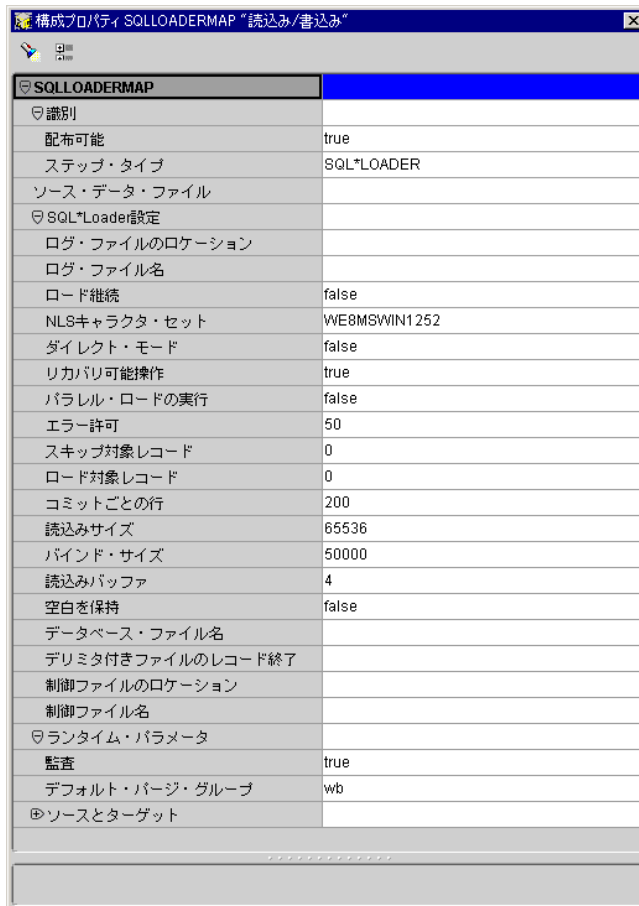 構成プロパティ SQLLOADERMAP “読込み/書込み”
SQLLOADERMAP
識別
配布可能 true
ステップ・タイプ SQL*LOADER
ソース・データ・ファイル
SQL*Loader設定
ログ・ファイルのロケーション
ログ・ファイル名
ロード継続 false
NLSキャラクタ・セット WE8MSWIN1252
ダイレクト・モード false
リカバリ可能操作 true
パラレル・ロードの実行 false
エラー許可 50
スキップ対象レコード 0
ロード対象レコード 0
コミットごとの行 200
読込みサイズ 65536
バインド・サイズ 50000
読込みバッファ 4
空白を保持 false
データベース・ファイル名
デリミタ付きファイルのレコード終了
制御ファイルのロケーション
制御ファイル名
ランタイム・パラメータ
監査 true
デフォルト・パージ・グループ wb
ソースとターゲット